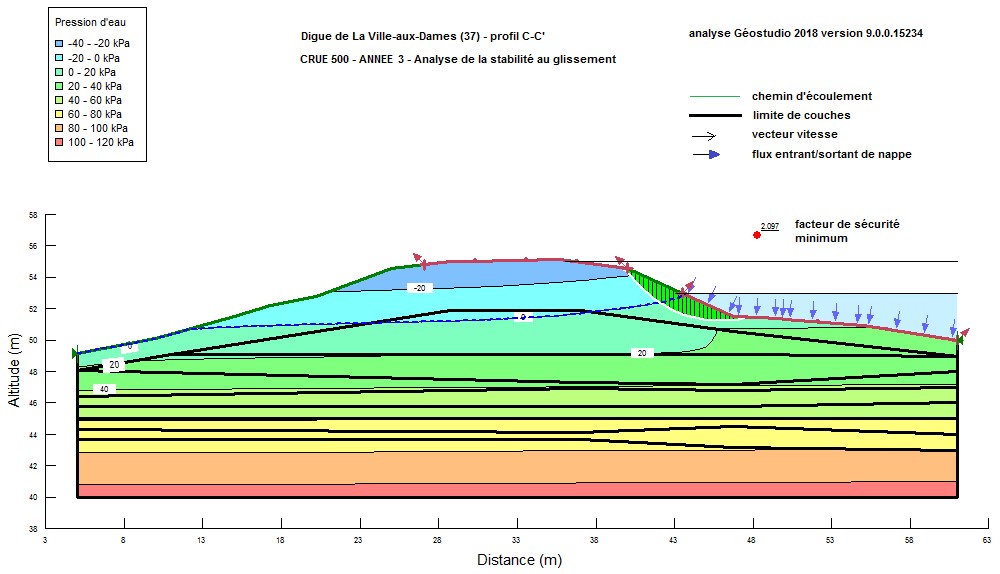 Pression d'eau
-40 - -20 kPa
-20 - 0 kPa
0 - 20 kPa
20 - 40 kPa
40 - 60 kPa
60 - 80 kPa
80 - 100 kPa
100 - 120 kPa
Digue de La Ville-aux-Dames (37) - profil C-C'
CRUE 500 - ANNEE 3 - Analyse de la stabilité au glissement
analyse Géostudio 2018 version 9.0.0.15234
chemin d'écoulement
limite de couches
vecteur vitesse
flux entrant/sortant de nappe
2.097
facteur de sécurité
minimum
58
56
54
52
50
48
46
44
42
40
38
Altitude (m)
-20
0
0
20
20
40
3
8
13
18
23
28
33
38
43
48
53
58
63
Distance (m)